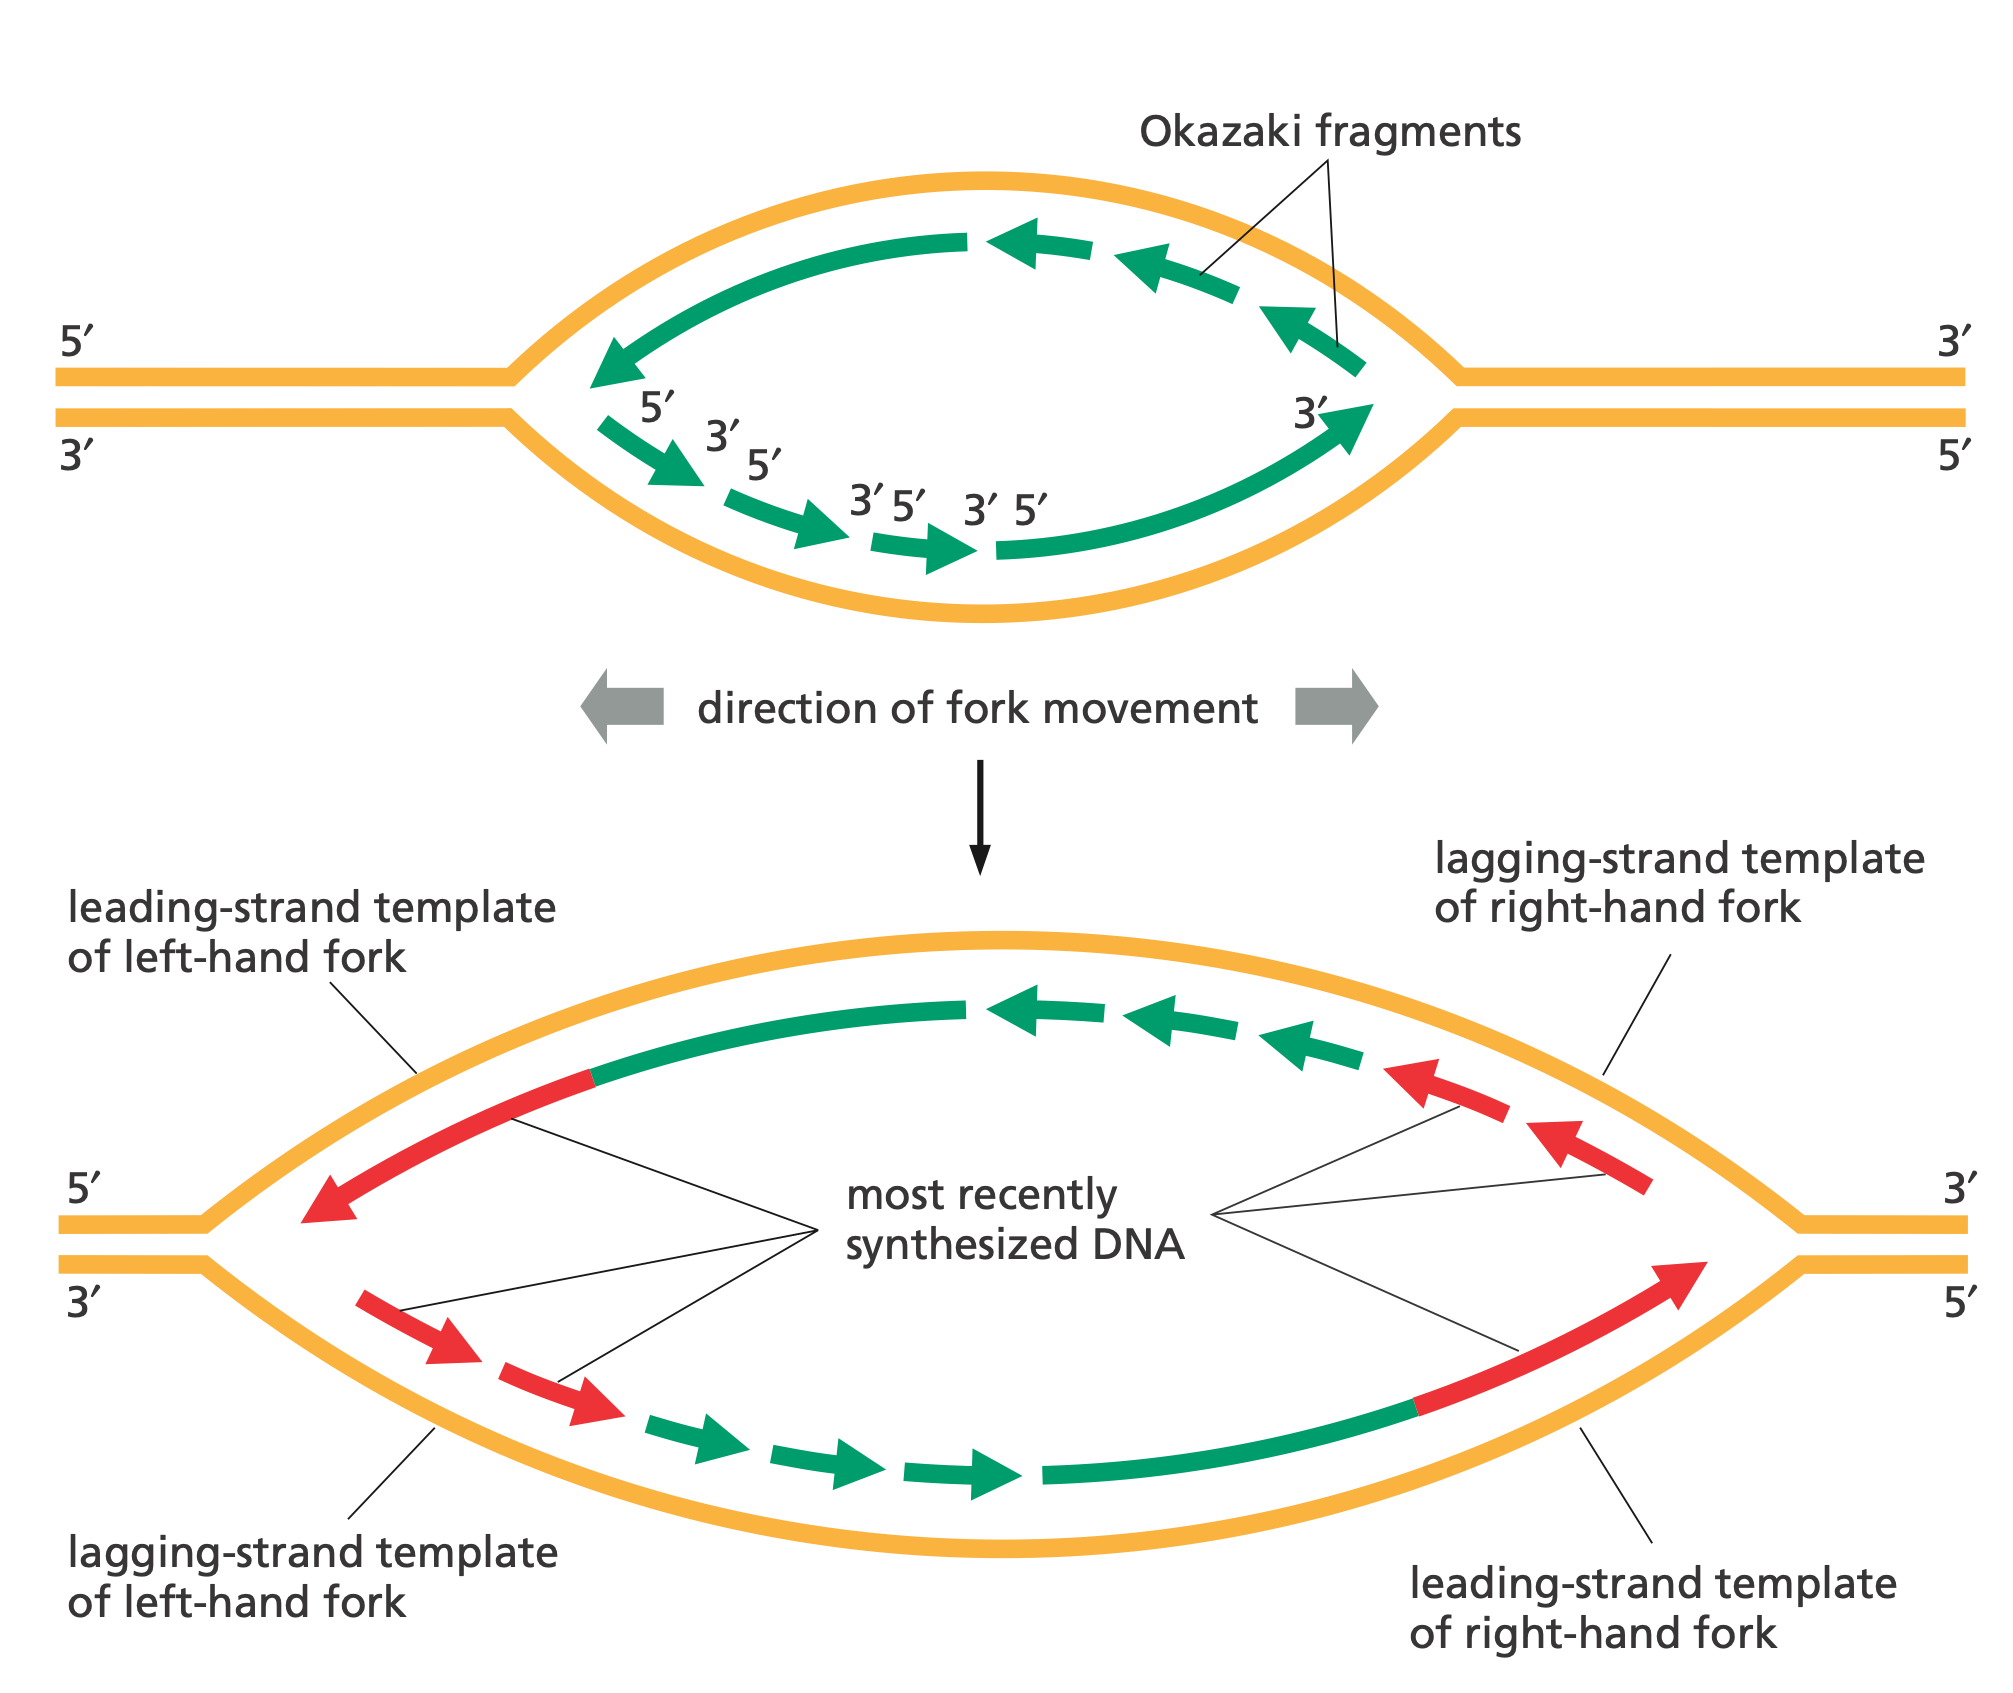 Okazaki fragments
5′
3′
3′
5′
5′
3′
5′
3′ 5′
3′ 5′
3′
direction of fork movement
leading-strand template
of left-hand fork
lagging-strand template
of right-hand fork
5′
3′
most recently
synthesized DNA
3′
5′
lagging-strand template
of left-hand fork
leading-strand template
of right-hand fork